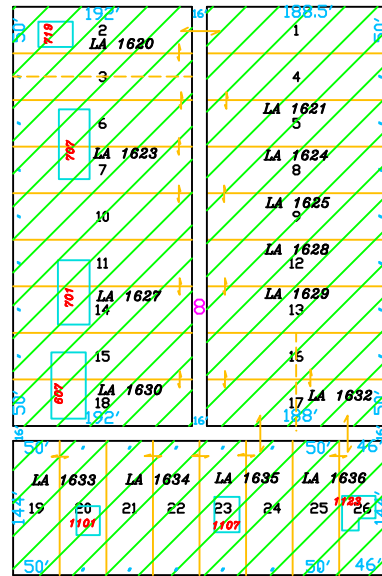 192' 16' 188.5'
50' 719 2 1 50'
LA 1620
3 4
LA 1621
6 5
707 LA 1623 LA 1624
7 8
LA 1625
10 9
LA 1628
11 12
701 LA 1627 LA 1629
14 8 13
15 16
607 LA 1630 LA 1632
50' 18 17 50'
16' 192' 16' 188' 16'
50' 50' 46'
LA 1633 LA 1634 LA 1635 LA 1636
144' 19 20 21 22 23 24 25 1123 26 144'
1101 1107
50' 50' 46'